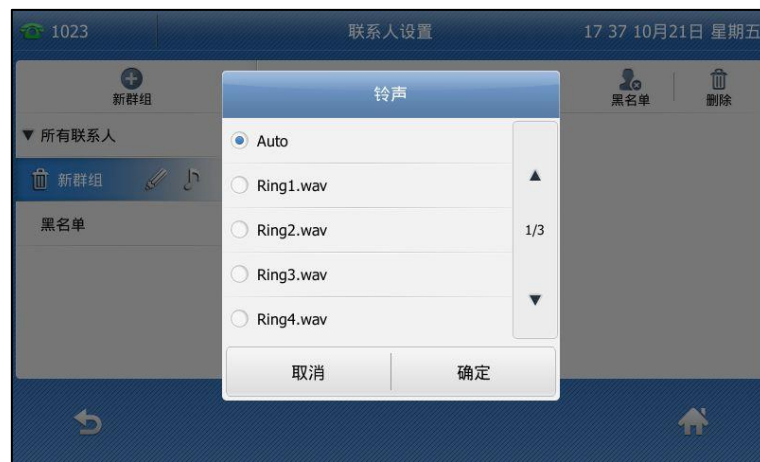 1023
联系人设置
17 37 10月21日 星期五
新群组
黑名单
删除
铃声
▼ 所有联系人
新群组
黑名单
Auto
Ring1.wav
Ring2.wav
Ring3.wav
Ring4.wav
1/3
取消
确定